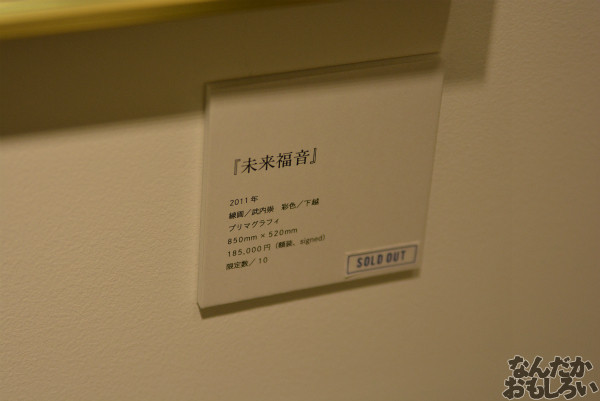 『未来福音』
2011年
線画／武内崇　彩色／下越
プリマグラフィ
850mm×520mm
185,000円（額装、signed）
限定数／10
SOLD OUT
なんだか
おもしろい